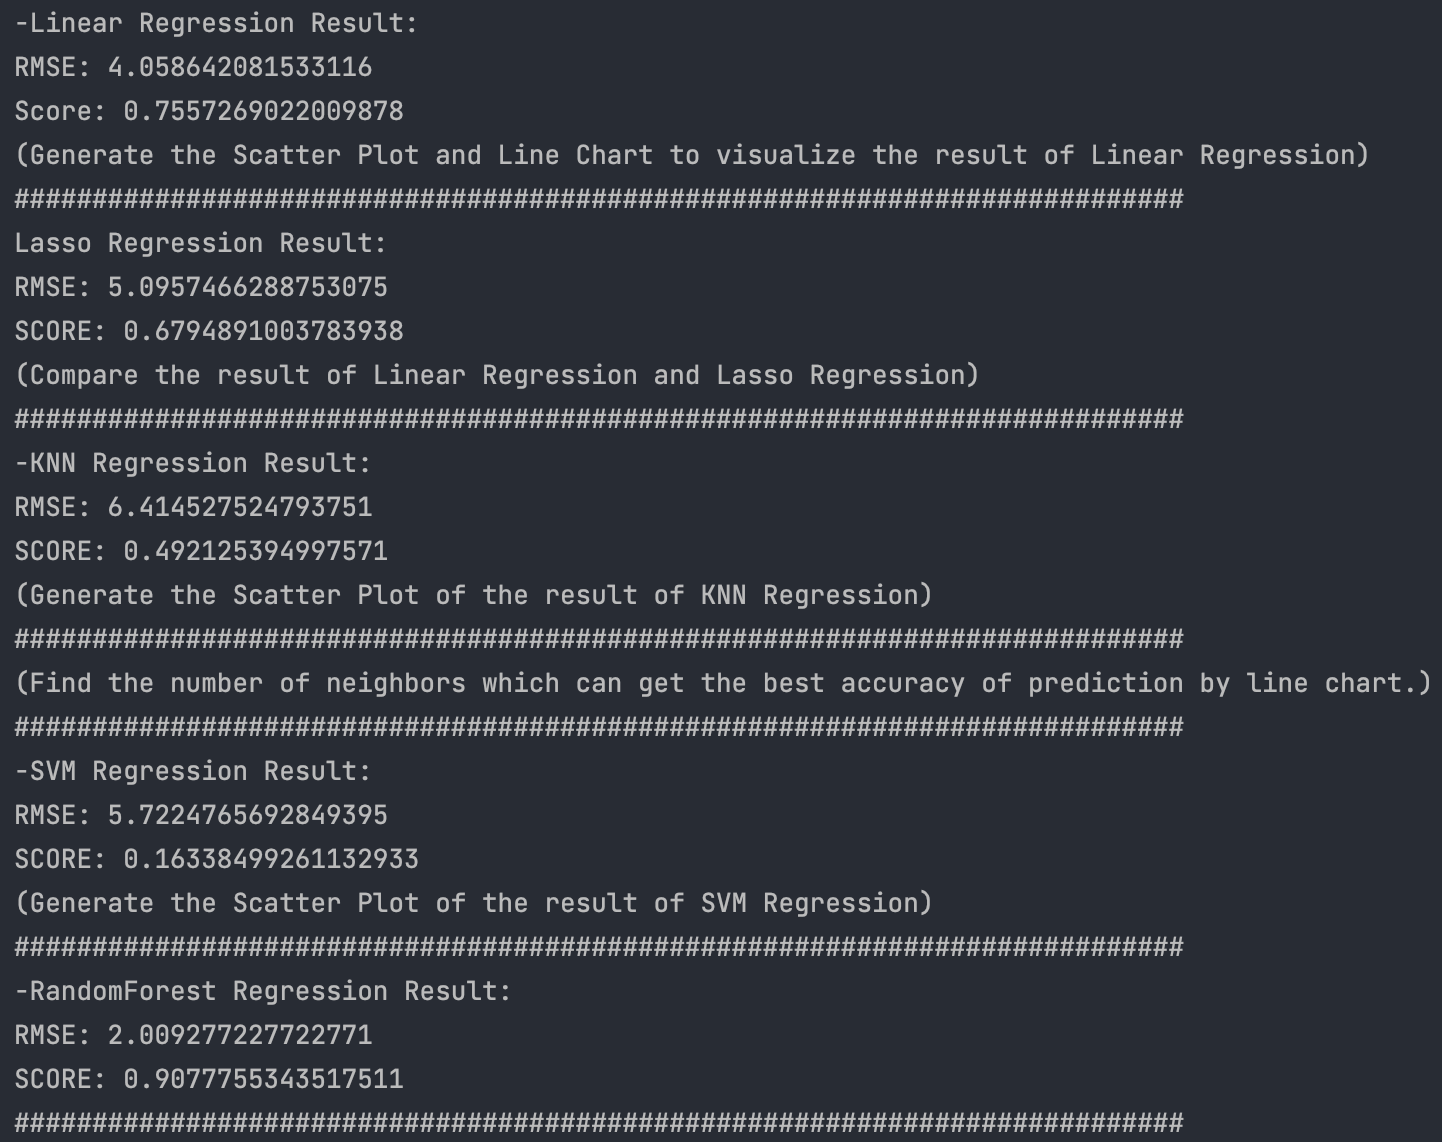 -Linear Regression Result:
RMSE: 4.058642081533116
Score: 0.7557269022009878
(Generate the Scatter Plot and Line Chart to visualize the result of Linear Regression)
###########################################################################
Lasso Regression Result:
RMSE: 5.0957466288753075
SCORE: 0.6794891003783938
(Compare the result of Linear Regression and Lasso Regression)
###########################################################################
-KNN Regression Result:
RMSE: 6.414527524793751
SCORE: 0.492125394997571
(Generate the Scatter Plot of the result of KNN Regression)
###########################################################################
(Find the number of neighbors which can get the best accuracy of prediction by line chart.)
###########################################################################
-SVM Regression Result:
RMSE: 5.7224765692849395
SCORE: 0.16338499261132933
(Generate the Scatter Plot of the result of SVM Regression)
###########################################################################
-RandomForest Regression Result:
RMSE: 2.009277227722771
SCORE: 0.9077755343517511
###########################################################################